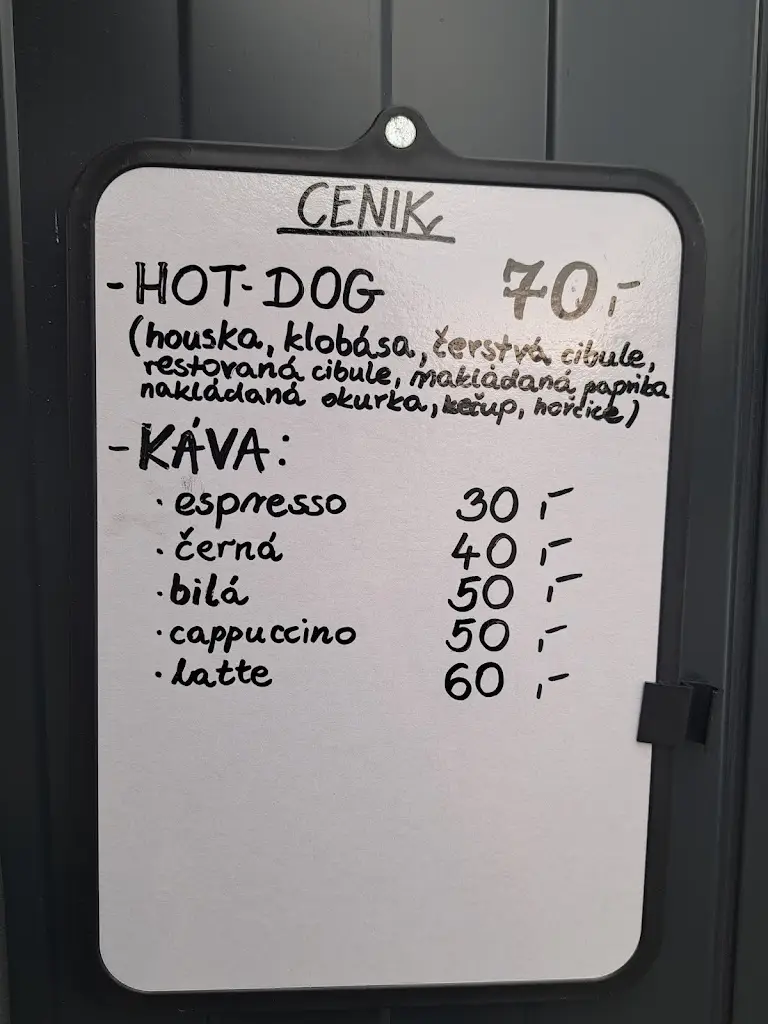 CENIK
-HOT-DOG 70,-
(houska, klobása, čerstvá cibule,
restovaná cibule, nakládaná paprika
nakládaná okurka, kečup, hořčice)
-KÁVA:
· espresso 30,-
· černá 40,-
· bílá 50,-
· cappuccino 50,-
· latte 60,-